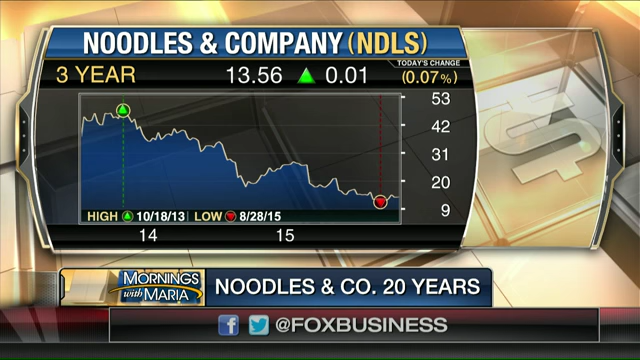 NOODLES & COMPANY (NDLS)
3 YEAR 13.56 0.01 TODAY'S CHANGE (0.07%)
53
42
31
20
9
HIGH 10/18/13 LOW 8/28/15
14 15
MORNINGS with MARIA
NOODLES & CO. 20 YEARS
@FOXBUSINESS